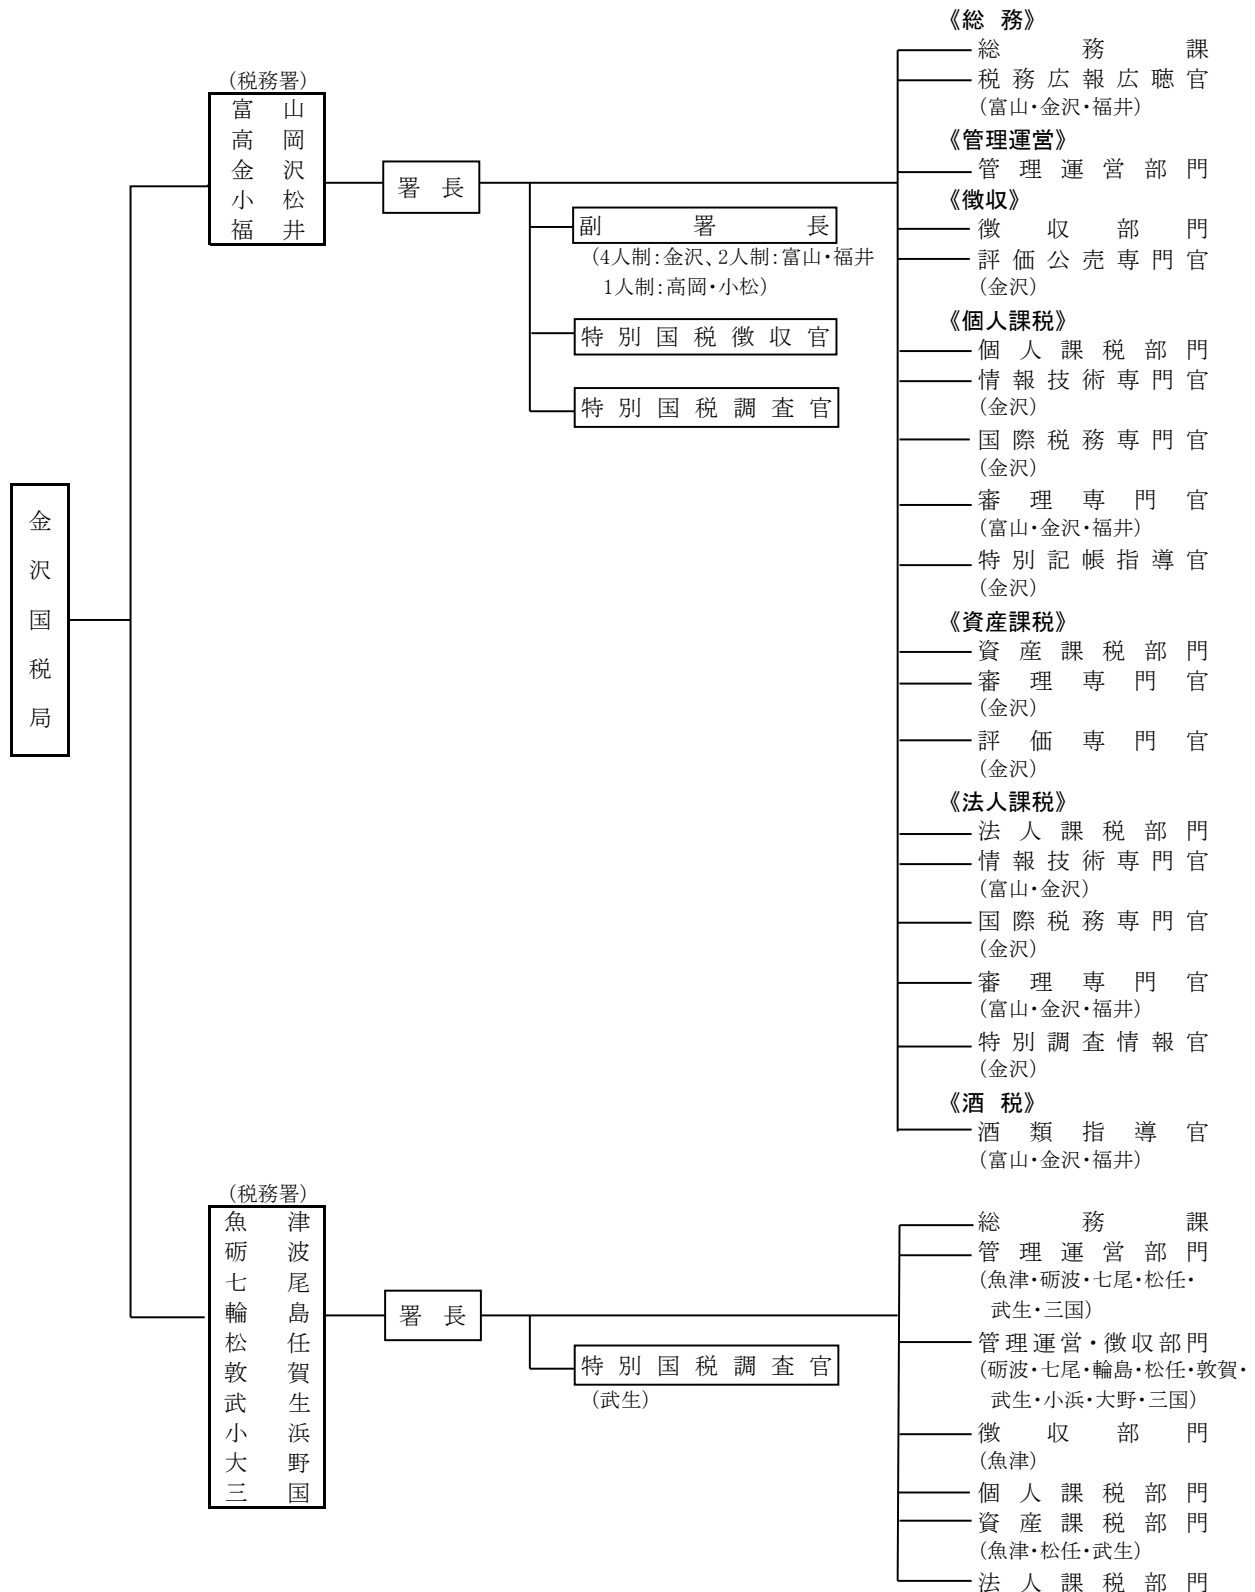 金沢国税局
(税務署)
富山
高岡
金沢
小松
福井
署長
副署長
(4人制:金沢、2人制:富山・福井
1人制:高岡・小松)
特別国税徴収官
特別国税調査官
《総 務》
総務課
税務広報広聴官
(富山・金沢・福井)
《管理運営》
管理運営部門
《徴収》
徴収部門
評価公売専門官
(金沢)
《個人課税》
個人課税部門
情報技術専門官
(金沢)
国際税務専門官
(金沢)
審理専門官
(富山・金沢・福井)
特別記帳指導官
(金沢)
《資産課税》
資産課税部門
審理専門官
(金沢)
評価専門官
(金沢)
《法人課税》
法人課税部門
情報技術専門官
(富山・金沢)
国際税務専門官
(金沢)
審理専門官
(富山・金沢・福井)
特別調査情報官
(金沢)
《酒 税》
酒類指導官
(富山・金沢・福井)
(税務署)
魚津
砺波
七尾
輪島
松任
敦賀
武生
小浜
大野
三国
署長
特別国税調査官
(武生)
総務課
管理運営部門
(魚津・砺波・七尾・松任・
武生・三国)
管理運営・徴収部門
(砺波・七尾・輪島・松任・敦賀・
武生・小浜・大野・三国)
徴収部門
(魚津)
個人課税部門
資産課税部門
(魚津・松任・武生)
法人課税部門